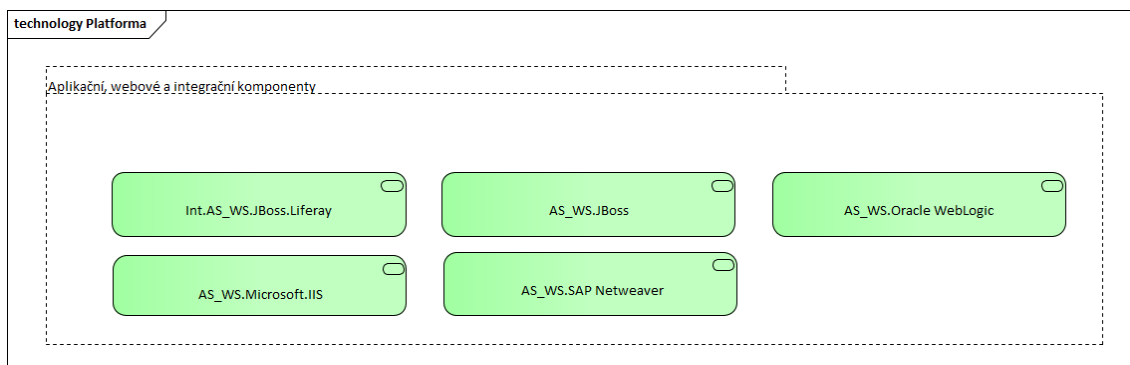 technology Platforma
Aplikační, webové a integrační komponenty
Int.AS_WS.JBoss.Liferay
AS_WS.JBoss
AS_WS.Oracle WebLogic
AS_WS.Microsoft.IIS
AS_WS.SAP Netweaver